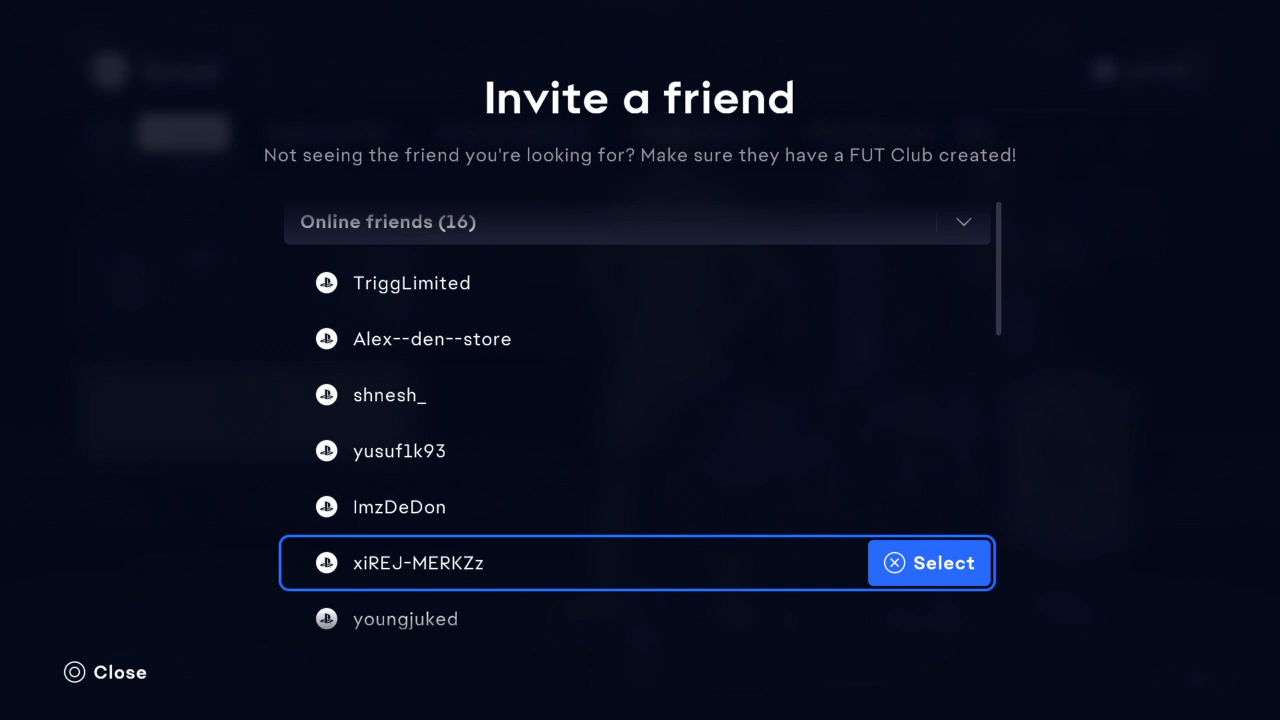 Invite a friend
Not seeing the friend you're looking for? Make sure they have a FUT Club created!
Online friends (16)
TriggLimited
Alex--den--store
shnesh_
yusuf1k93
ImzDeDon
xiREJ-MERKZz
Select
youngjuked
Close